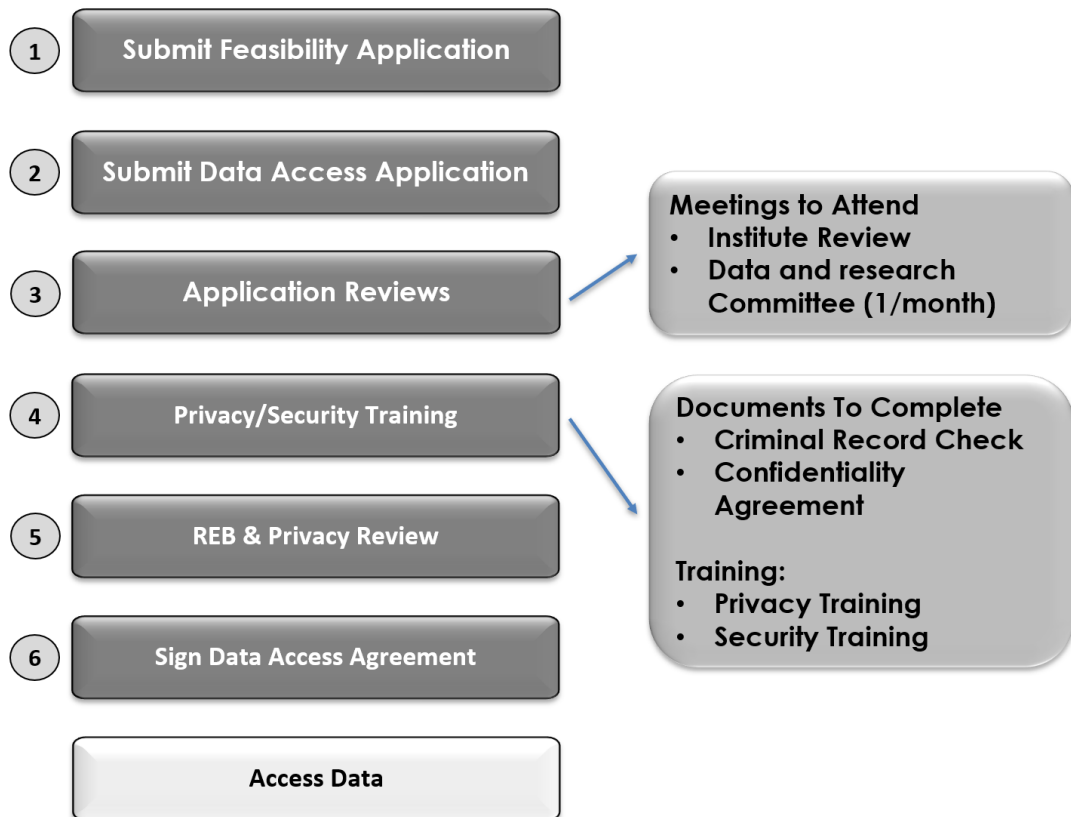 1
Submit Feasibility Application
2
Submit Data Access Application
3
Application Reviews
Meetings to Attend
• Institute Review
• Data and research
Committee (1/month)
4
Privacy/Security Training
Documents To Complete
• Criminal Record Check
• Confidentiality
Agreement
Training:
• Privacy Training
• Security Training
5
REB & Privacy Review
6
Sign Data Access Agreement
Access Data